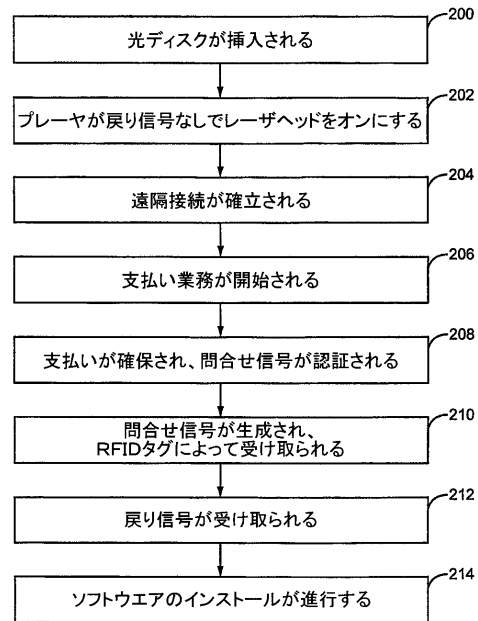 200
光ディスクが挿入される
202
プレーヤが戻り信号なしでレーザヘッドをオンにする
204
遠隔接続が確立される
206
支払い業務が開始される
208
支払いが確保され、問合せ信号が認証される
210
問合せ信号が生成され、
RFIDタグによって受け取られる
212
戻り信号が受け取られる
214
ソフトウエアのインストールが進行する